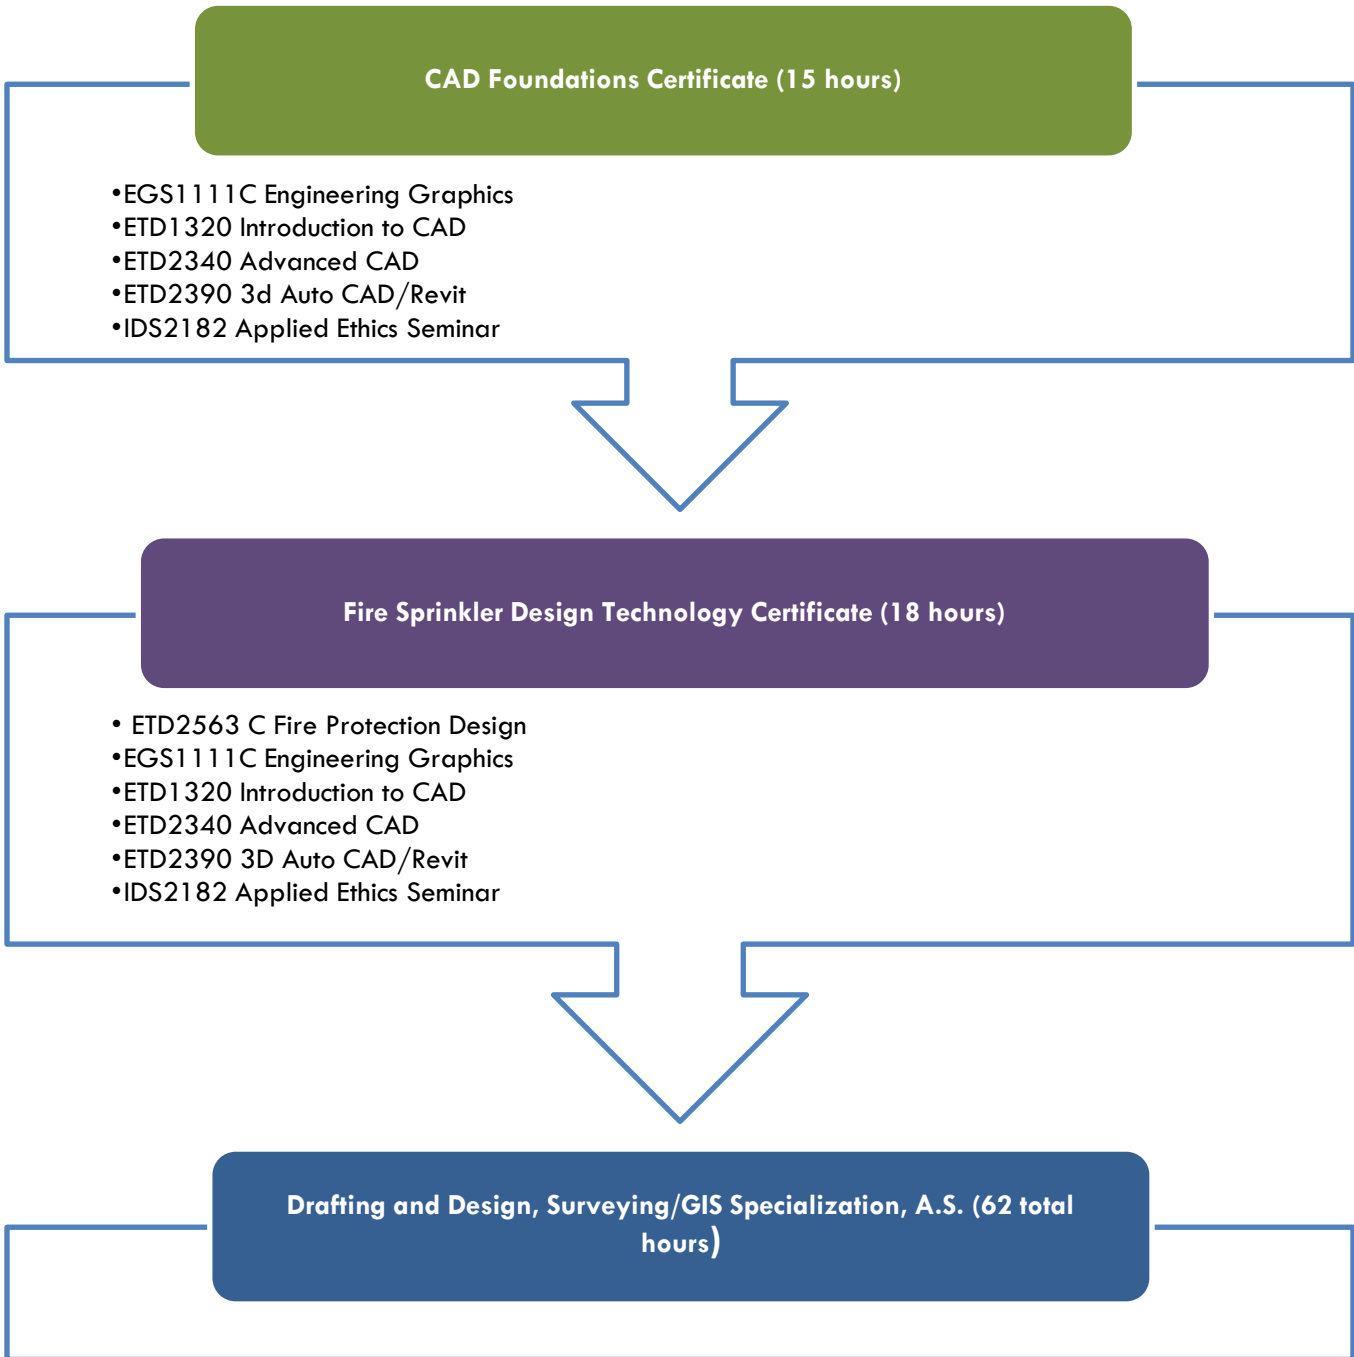 CAD Foundations Certificate (15 hours)
•EGS1111C Engineering Graphics
•ETD1320 Introduction to CAD
•ETD2340 Advanced CAD
•ETD2390 3d Auto CAD/Revit
•IDS2182 Applied Ethics Seminar
Fire Sprinkler Design Technology Certificate (18 hours)
• ETD2563 C Fire Protection Design
•EGS1111C Engineering Graphics
•ETD1320 Introduction to CAD
•ETD2340 Advanced CAD
•ETD2390 3D Auto CAD/Revit
•IDS2182 Applied Ethics Seminar
Drafting and Design, Surveying/GIS Specialization, A.S. (62 total
hours)